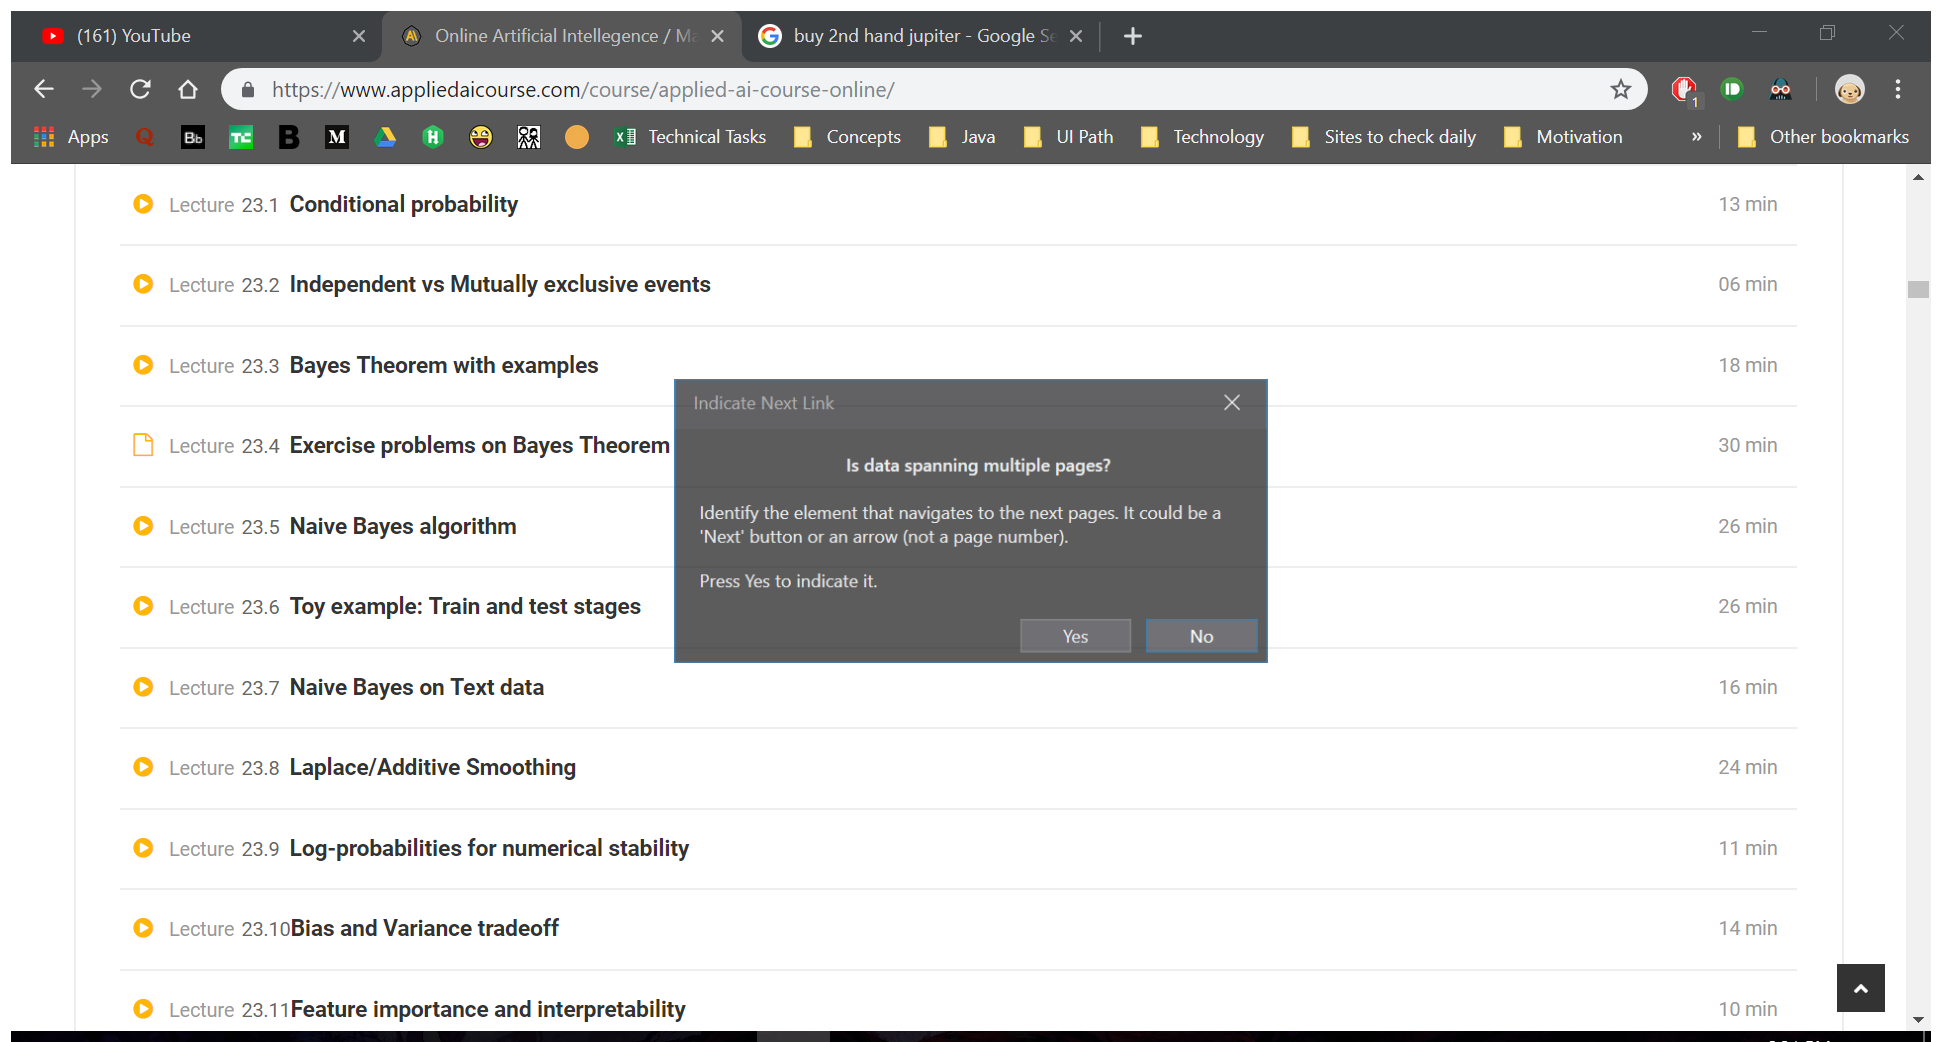 (161) YouTube
Online Artificial Intellegence / Ma
buy 2nd hand jupiter - Google Se
https://www.appliedaicourse.com/course/applied-ai-course-online/
1
Apps
Q
Bb
TC
B
M
H
Technical Tasks
Concepts
Java
UI Path
Technology
Sites to check daily
Motivation
»
Other bookmarks
Lecture 23.1 Conditional probability 13 min
Lecture 23.2 Independent vs Mutually exclusive events 06 min
Lecture 23.3 Bayes Theorem with examples 18 min
Lecture 23.4 Exercise problems on Bayes Theorem 30 min
Lecture 23.5 Naive Bayes algorithm 26 min
Lecture 23.6 Toy example: Train and test stages 26 min
Lecture 23.7 Naive Bayes on Text data 16 min
Lecture 23.8 Laplace/Additive Smoothing 24 min
Lecture 23.9 Log-probabilities for numerical stability 11 min
Lecture 23.10Bias and Variance tradeoff 14 min
Lecture 23.11Feature importance and interpretability 10 min
Indicate Next Link
Is data spanning multiple pages?
Identify the element that navigates to the next pages. It could be a
'Next' button or an arrow (not a page number).
Press Yes to indicate it.
Yes
No